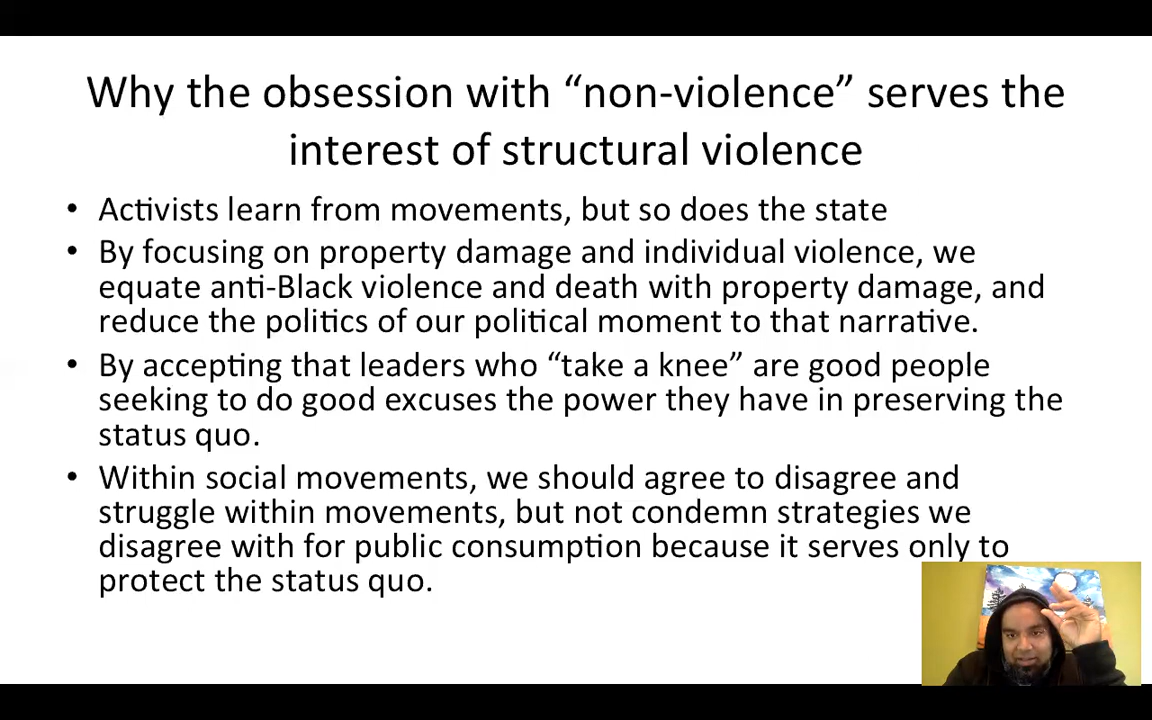 Why the obsession with “non-violence” serves the
interest of structural violence
• Activists learn from movements, but so does the state
• By focusing on property damage and individual violence, we
equate anti-Black violence and death with property damage, and
reduce the politics of our political moment to that narrative.
• By accepting that leaders who “take a knee” are good people
seeking to do good excuses the power they have in preserving the
status quo.
• Within social movements, we should agree to disagree and
struggle within movements, but not condemn strategies we
disagree with for public consumption because it serves only to
protect the status quo.